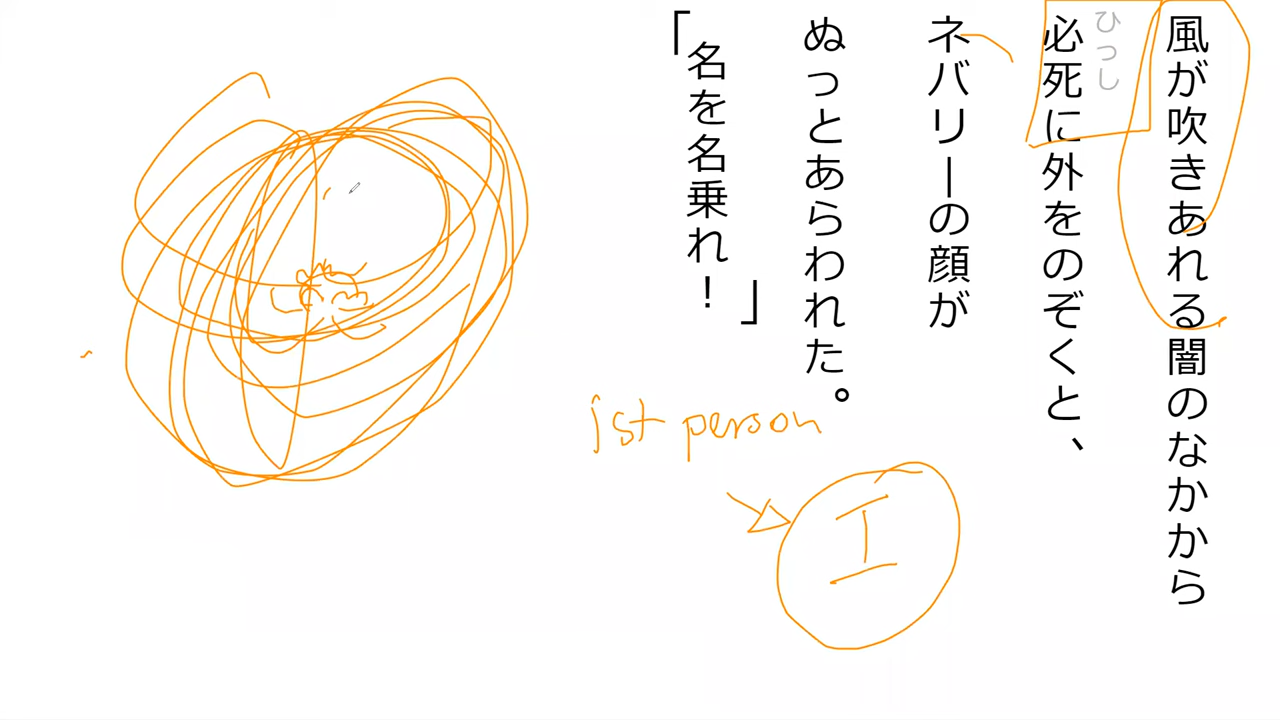 風が吹きあれる闇のなかから
ひっし
必死に外をのぞくと、
ネバリーの顔が
ぬっとあらわれた。
「名を名乗れ！」
1st person
I